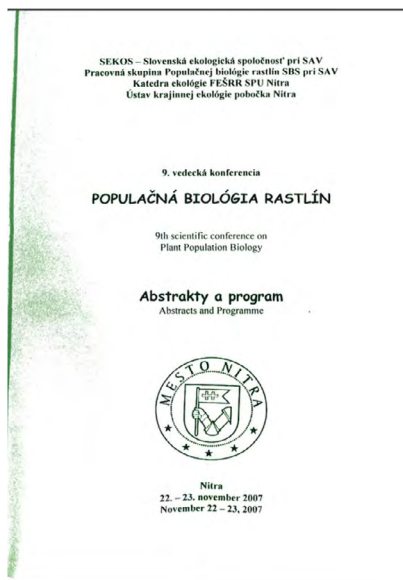 SEKOS – Slovenská ekologická spoločnosť pri SAV
Pracovná skupina Populačnej biológie rastlín SBS pri SAV
Katedra ekológie FEŠRR SPU Nitra
Ústav krajinnej ekológie pobočka Nitra
9. vedecká konferencia
POPULAČNÁ BIOLÓGIA RASTLÍN
9th scientific conference on
Plant Population Biology
Abstrakty a program
Abstracts and Programme
MESTO NITRA
Nitra
22. – 23. november 2007
November 22 – 23, 2007